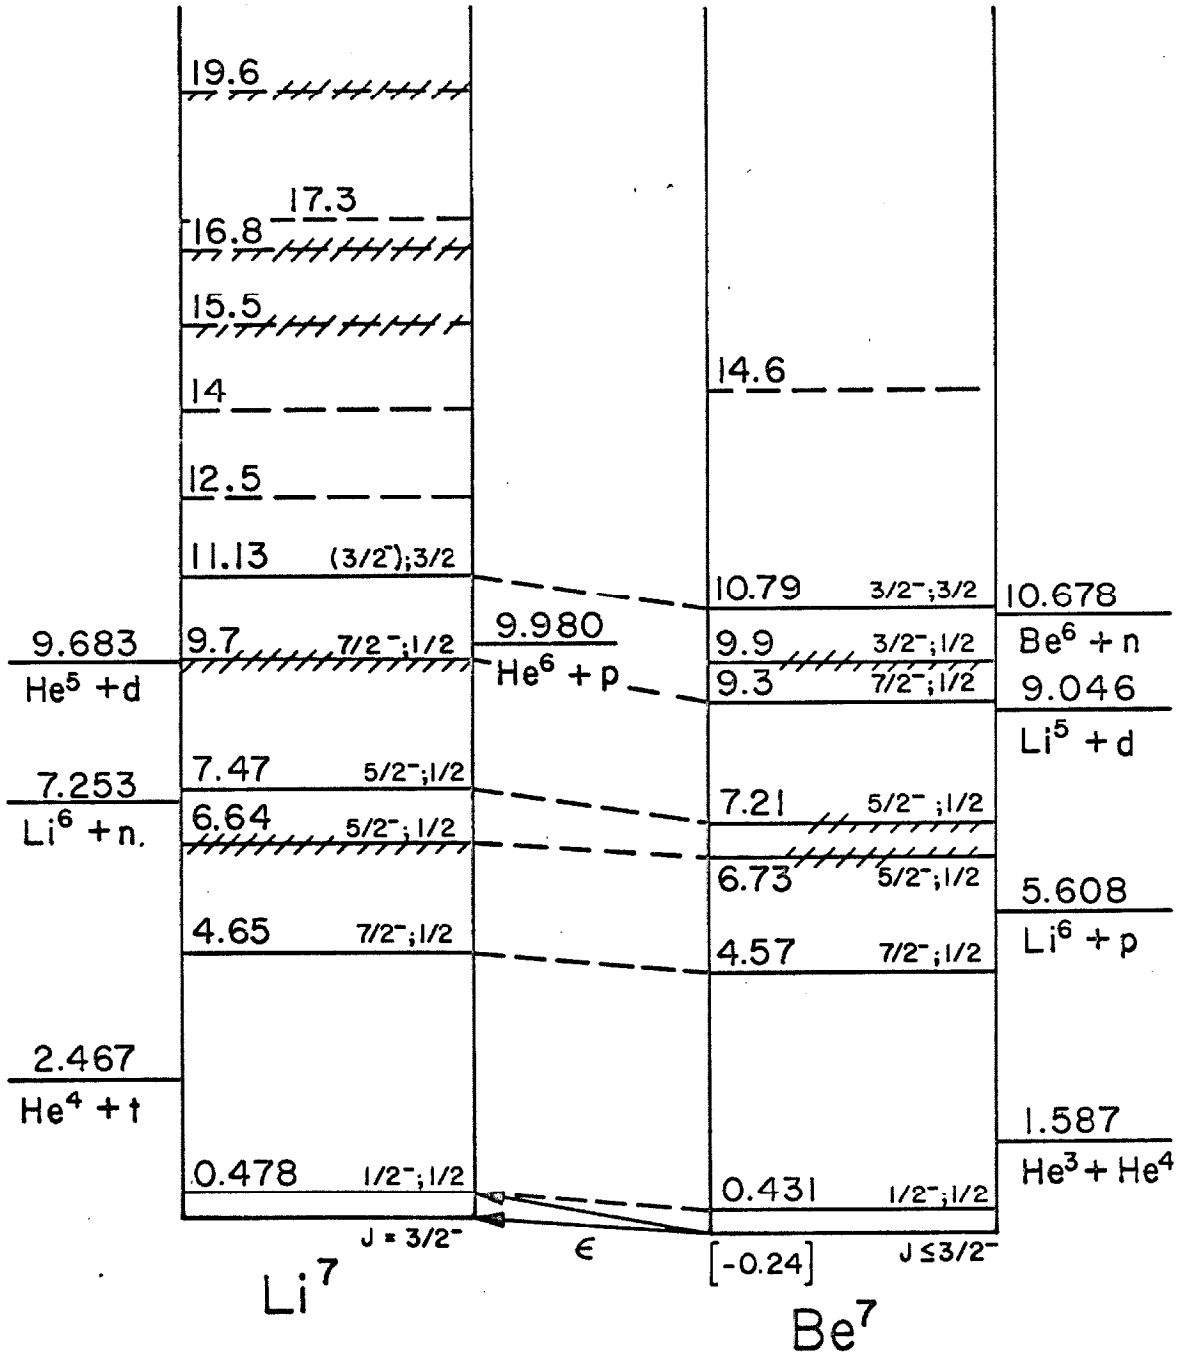 19.6
17.3
16.8
15.5
14
12.5
11.13 (3/2⁻);3/2
9.7 7/2⁻;1/2
7.47 5/2⁻;1/2
6.64 5/2⁻;1/2
4.65 7/2⁻;1/2
0.478 1/2⁻;1/2
J = 3/2⁻
Li⁷
9.683
He⁵ + d
7.253
Li⁶ + n.
2.467
He⁴ + t
9.980
He⁶ + p
ϵ
14.6
10.79 3/2⁻;3/2
9.9 3/2⁻;1/2
9.3 7/2⁻;1/2
7.21 5/2⁻;1/2
6.73 5/2⁻;1/2
4.57 7/2⁻;1/2
0.431 1/2⁻;1/2
[-0.24] J ≤ 3/2⁻
Be⁷
10.678
Be⁶ + n
9.046
Li⁵ + d
5.608
Li⁶ + p
1.587
He³ + He⁴